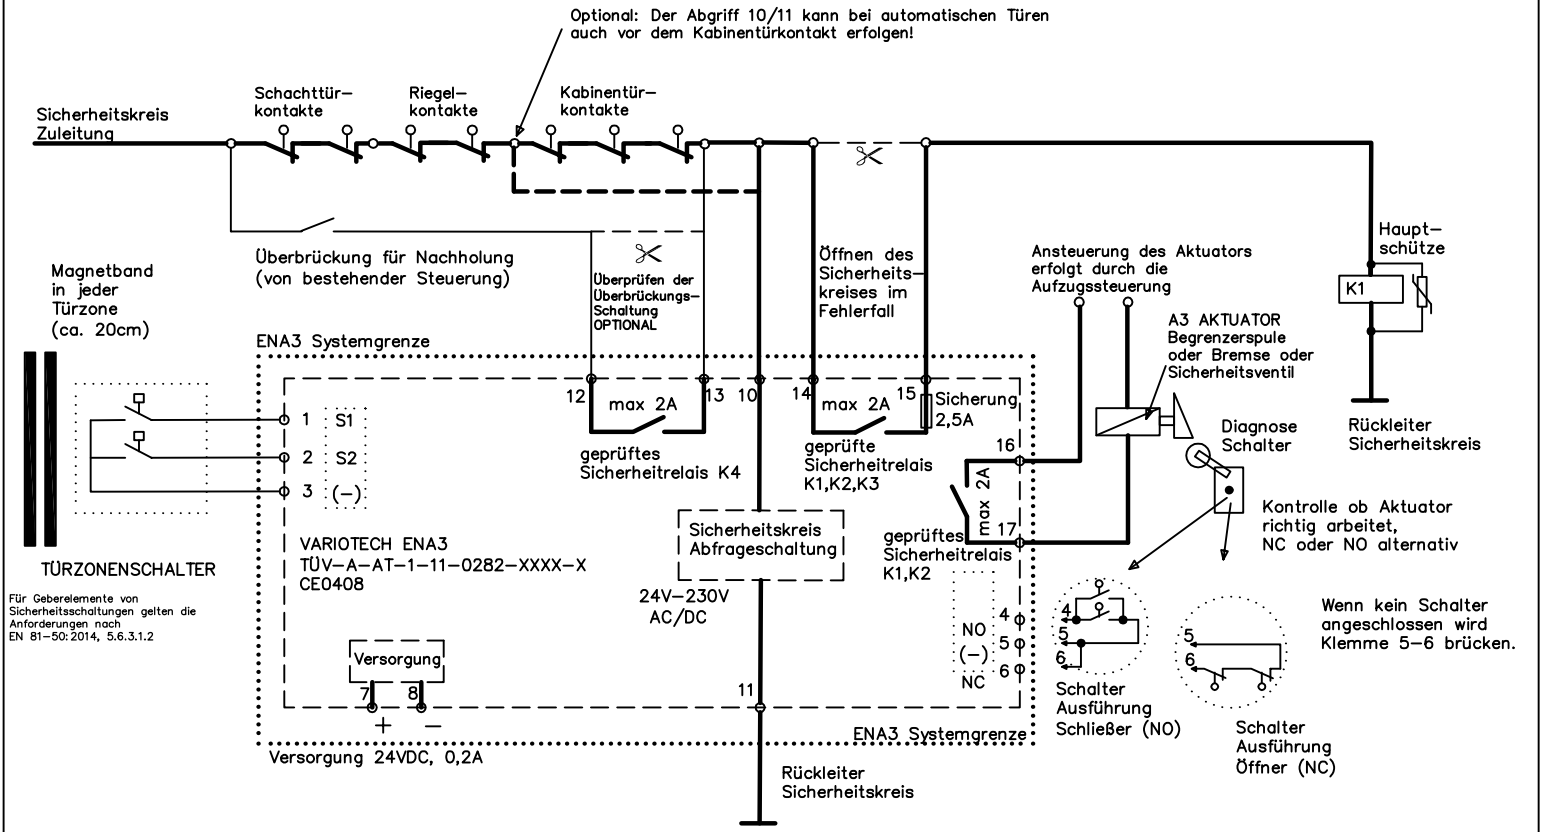 Optional: Der Abgriff 10/11 kann bei automatischen Türen
auch vor dem Kabinentürkontakt erfolgen!
Sicherheitskreis
Zuleitung
Schachttür-
kontakte
Riegel-
kontakte
Kabinentür-
kontakte
Überbrückung für Nachholung
(von bestehender Steuerung)
Überprüfen der
Überbrückungs-
Schaltung
OPTIONAL
Öffnen des
Sicherheits-
kreises im
Fehlerfall
Ansteuerung des Aktuators
erfolgt durch die
Aufzugssteuerung
Haupt-
schütze
K1
Magnetband
in jeder
Türzone
(ca. 20cm)
A3 AKTUATOR
Begrenzerspule
oder Bremse oder
Sicherheitsventil
ENA3 Systemgrenze
12
13
10
14
15
max 2A
max 2A
Sicherung
2,5A
geprüftes
Sicherheitrelais K4
geprüfte
Sicherheitrelais
K1,K2,K3
Rückleiter
Sicherheitskreis
Diagnose
Schalter
1 S1
2 S2
3 (-)
16
max 2A
17
geprüftes
Sicherheitrelais
K1,K2
Kontrolle ob Aktuator
richtig arbeitet,
NC oder NO alternativ
Sicherheitskreis
Abfrageschaltung
24V-230V
AC/DC
VARIOTECH ENA3
TÜV-A-AT-1-11-0282-XXXX-X
CE0408
TÜRZONENSCHALTER
Für Geberelemente von
Sicherheitsschaltungen gelten die
Anforderungen nach
EN 81-50:2014, 5.6.3.1.2
4
NO
5
(-)
6
NC
4
5
6
5
6
Wenn kein Schalter
angeschlossen wird
Klemme 5-6 brücken.
Versorgung
7
8
+
-
11
Schalter
Ausführung
Schließer (NO)
Schalter
Ausführung
Öffner (NC)
ENA3 Systemgrenze
Versorgung 24VDC, 0,2A
Rückleiter
Sicherheitskreis